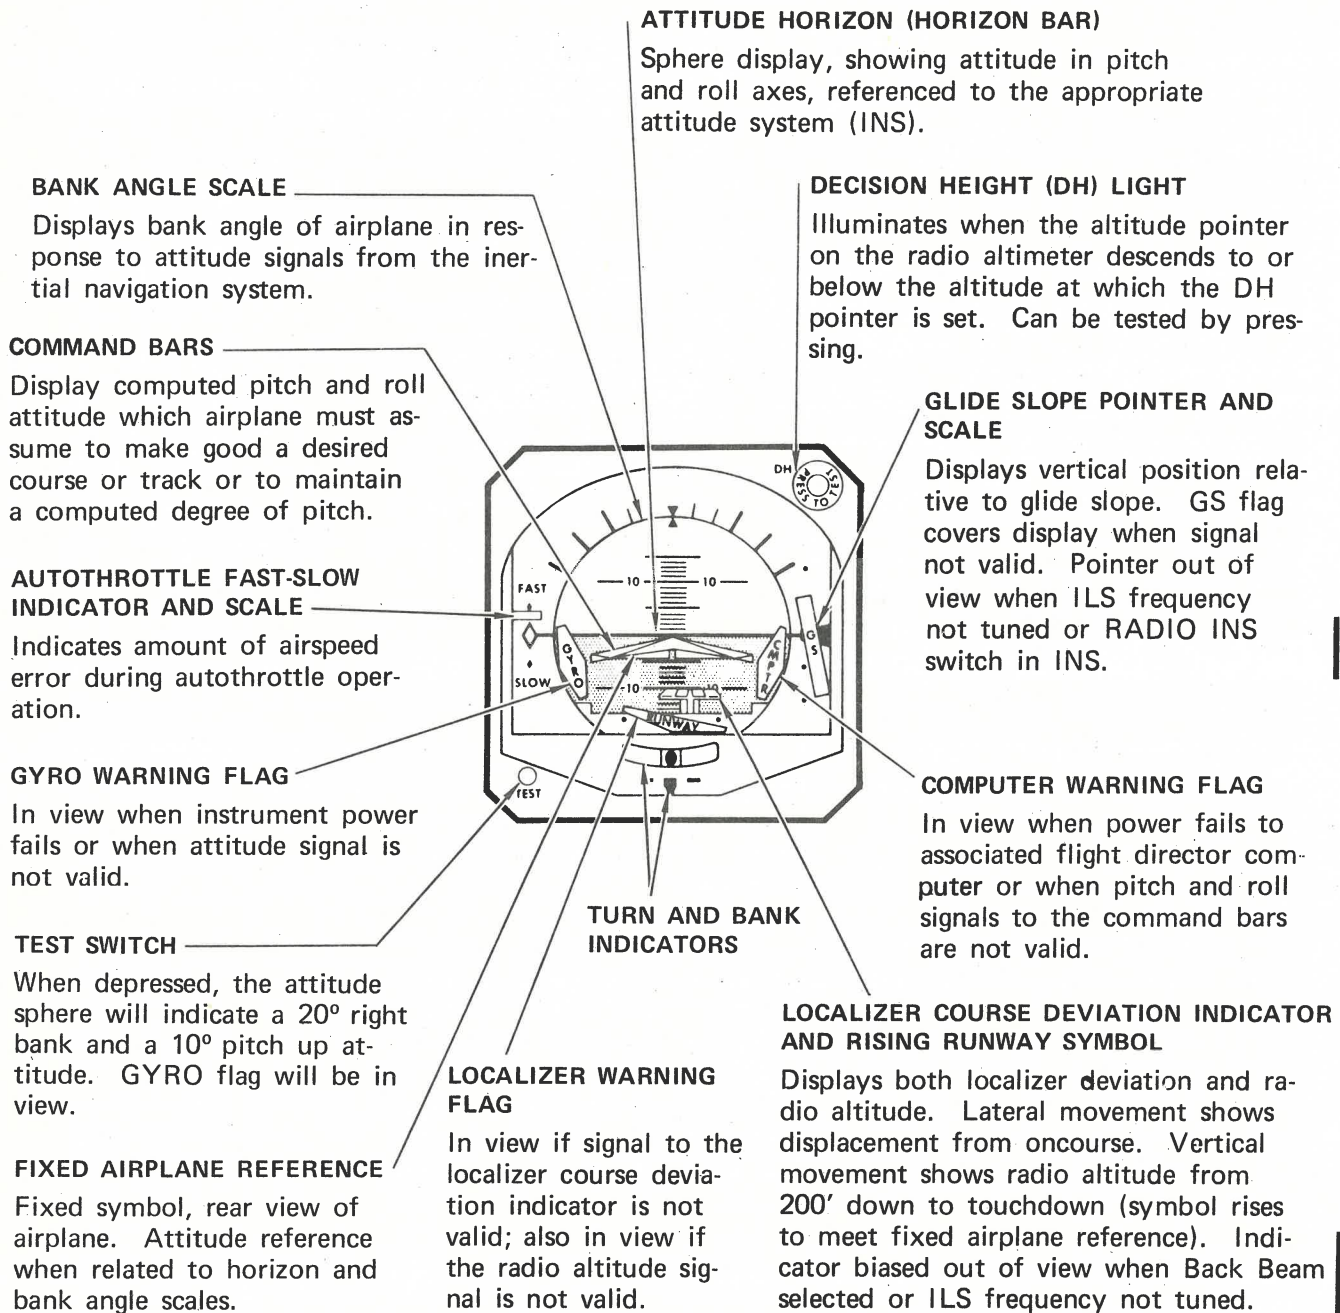 ATTITUDE HORIZON (HORIZON BAR)
Sphere display, showing attitude in pitch
and roll axes, referenced to the appropriate
attitude system (INS).
BANK ANGLE SCALE
Displays bank angle of airplane in res-
ponse to attitude signals from the iner-
tial navigation system.
DECISION HEIGHT (DH) LIGHT
Illuminates when the altitude pointer
on the radio altimeter descends to or
below the altitude at which the DH
pointer is set. Can be tested by pres-
sing.
COMMAND BARS
Display computed pitch and roll
attitude which airplane must as-
sume to make good a desired
course or track or to maintain
a computed degree of pitch.
GLIDE SLOPE POINTER AND
SCALE
Displays vertical position rela-
tive to glide slope. GS flag
covers display when signal
not valid. Pointer out of
view when ILS frequency
not tuned or RADIO INS
switch in INS.
AUTOTHROTTLE FAST-SLOW
INDICATOR AND SCALE
Indicates amount of airspeed
error during autothrottle oper-
ation.
DH
PRESS TO TEST
10 10
FAST
SLOW
GYRO
CMPTR
GS
10 10
RUNWAY
TEST
GYRO WARNING FLAG
In view when instrument power
fails or when attitude signal is
not valid.
COMPUTER WARNING FLAG
In view when power fails to
associated flight director com-
puter or when pitch and roll
signals to the command bars
are not valid.
TURN AND BANK
INDICATORS
TEST SWITCH
When depressed, the attitude
sphere will indicate a 20° right
bank and a 10° pitch up at-
titude. GYRO flag will be in
view.
LOCALIZER WARNING
FLAG
In view if signal to the
localizer course devia-
tion indicator is not
valid; also in view if
the radio altitude sig-
nal is not valid.
LOCALIZER COURSE DEVIATION INDICATOR
AND RISING RUNWAY SYMBOL
Displays both localizer deviation and ra-
dio altitude. Lateral movement shows
displacement from oncourse. Vertical
movement shows radio altitude from
200' down to touchdown (symbol rises
to meet fixed airplane reference). Indi-
cator biased out of view when Back Beam
selected or ILS frequency not tuned.
FIXED AIRPLANE REFERENCE
Fixed symbol, rear view of
airplane. Attitude reference
when related to horizon and
bank angle scales.